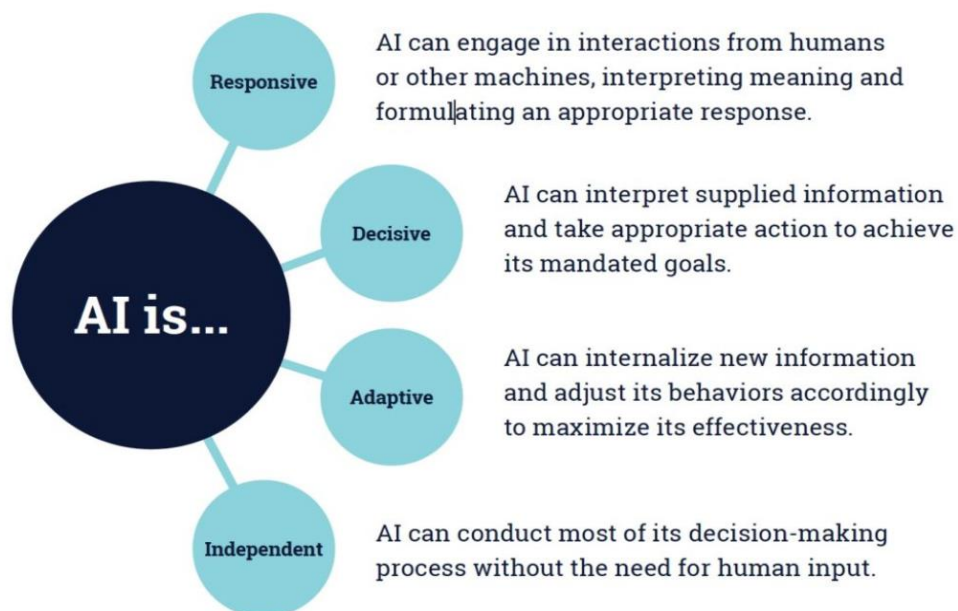 Responsive
AI can engage in interactions from humans
or other machines, interpreting meaning and
formulating an appropriate response.
Decisive
AI can interpret supplied information
and take appropriate action to achieve
its mandated goals.
AI is...
Adaptive
AI can internalize new information
and adjust its behaviors accordingly
to maximize its effectiveness.
Independent
AI can conduct most of its decision-making
process without the need for human input.